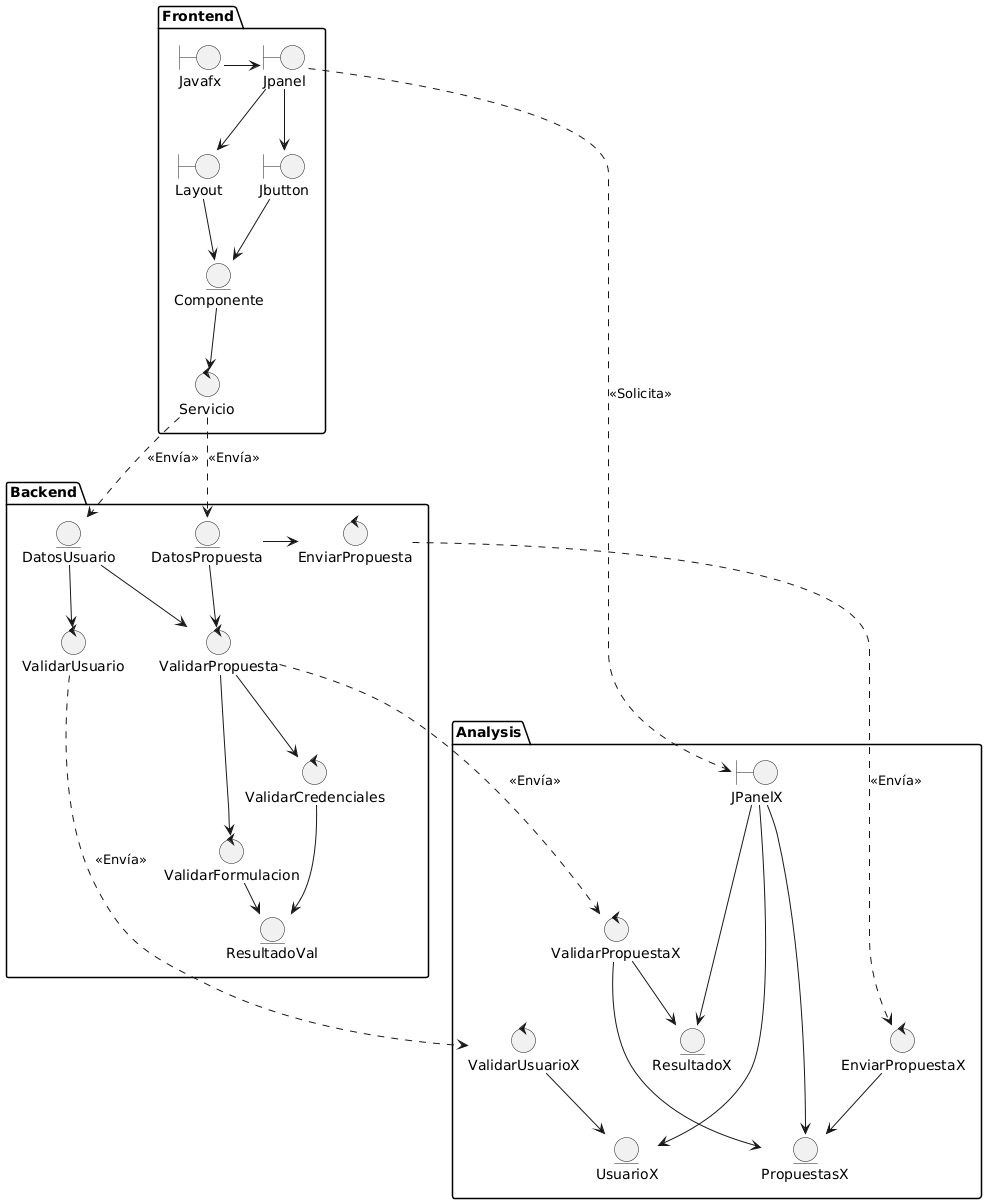 Frontend
Javafx
Jpanel
Layout
Jbutton
Componente
«Solicita»
Servicio
«Envía»
«Envía»
Backend
DatosUsuario
DatosPropuesta
EnviarPropuesta
ValidarUsuario
ValidarPropuesta
Analysis
«Envía»
«Envía»
JPanelX
ValidarCredenciales
«Envía»
ValidarFormulacion
ResultadoVal
ValidarPropuestaX
ValidarUsuarioX
ResultadoX
EnviarPropuestaX
UsuarioX
PropuestasX